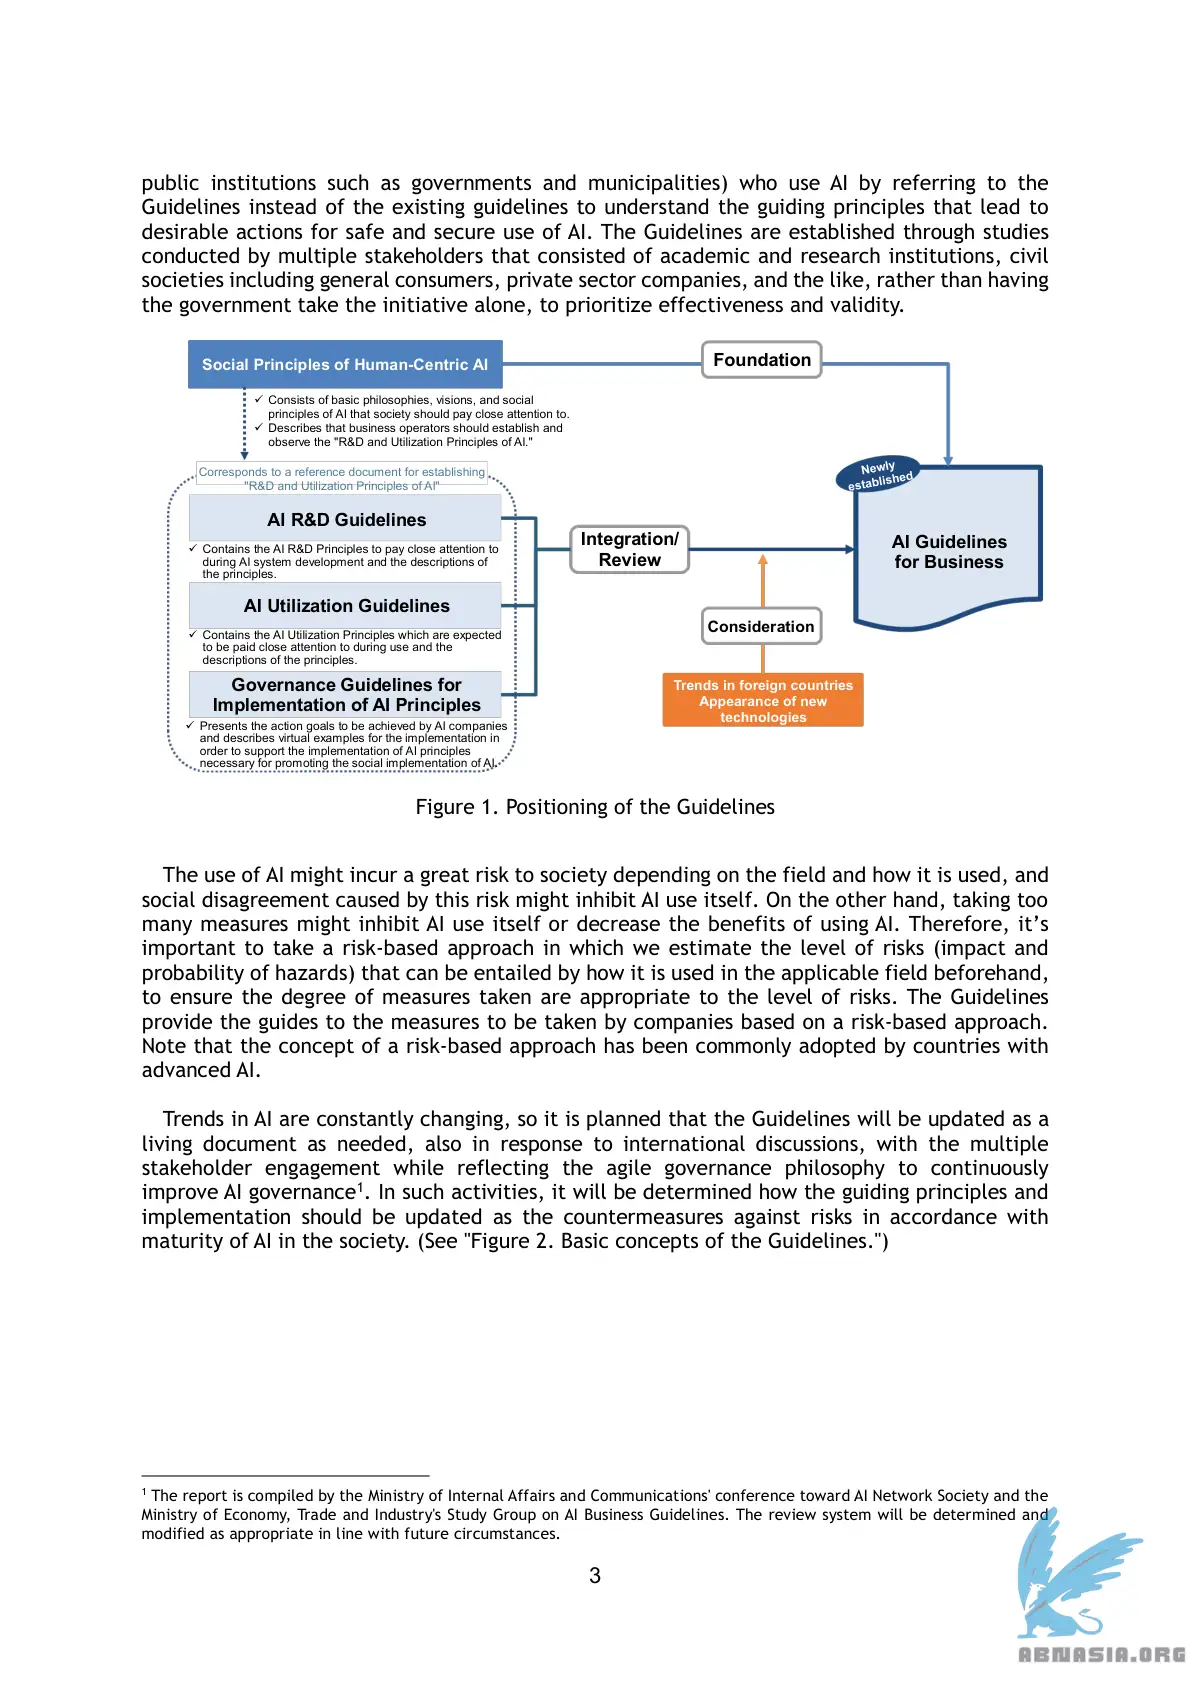 public institutions such as governments and municipalities) who use AI by referring to the
Guidelines instead of the existing guidelines to understand the guiding principles that lead to
desirable actions for safe and secure use of AI. The Guidelines are established through studies
conducted by multiple stakeholders that consisted of academic and research institutions, civil
societies including general consumers, private sector companies, and the like, rather than having
the government take the initiative alone, to prioritize effectiveness and validity.
Social Principles of Human-Centric AI
Foundation
✓ Consists of basic philosophies, visions, and social
principles of AI that society should pay close attention to.
✓ Describes that business operators should establish and
observe the "R&D and Utilization Principles of AI."
Corresponds to a reference document for establishing
"R&D and Utilization Principles of AI"
AI R&D Guidelines
✓ Contains the AI R&D Principles to pay close attention to
during AI system development and the descriptions of
the principles.
AI Utilization Guidelines
✓ Contains the AI Utilization Principles which are expected
to be paid close attention to during use and the
descriptions of the principles.
Governance Guidelines for
Implementation of AI Principles
✓ Presents the action goals to be achieved by AI companies
and describes virtual examples for the implementation in
order to support the implementation of AI principles
necessary for promoting the social implementation of AI.
Integration/
Review
Consideration
Trends in foreign countries
Appearance of new
technologies
Newly
established
AI Guidelines
for Business
Figure 1. Positioning of the Guidelines
The use of AI might incur a great risk to society depending on the field and how it is used, and
social disagreement caused by this risk might inhibit AI use itself. On the other hand, taking too
many measures might inhibit AI use itself or decrease the benefits of using AI. Therefore, it’s
important to take a risk-based approach in which we estimate the level of risks (impact and
probability of hazards) that can be entailed by how it is used in the applicable field beforehand,
to ensure the degree of measures taken are appropriate to the level of risks. The Guidelines
provide the guides to the measures to be taken by companies based on a risk-based approach.
Note that the concept of a risk-based approach has been commonly adopted by countries with
advanced AI.
Trends in AI are constantly changing, so it is planned that the Guidelines will be updated as a
living document as needed, also in response to international discussions, with the multiple
stakeholder engagement while reflecting the agile governance philosophy to continuously
improve AI governance¹. In such activities, it will be determined how the guiding principles and
implementation should be updated as the countermeasures against risks in accordance with
maturity of AI in the society. (See "Figure 2. Basic concepts of the Guidelines.")
¹ The report is compiled by the Ministry of Internal Affairs and Communications' conference toward AI Network Society and the
Ministry of Economy, Trade and Industry's Study Group on AI Business Guidelines. The review system will be determined and
modified as appropriate in line with future circumstances.
3
ABNASIA.ORG